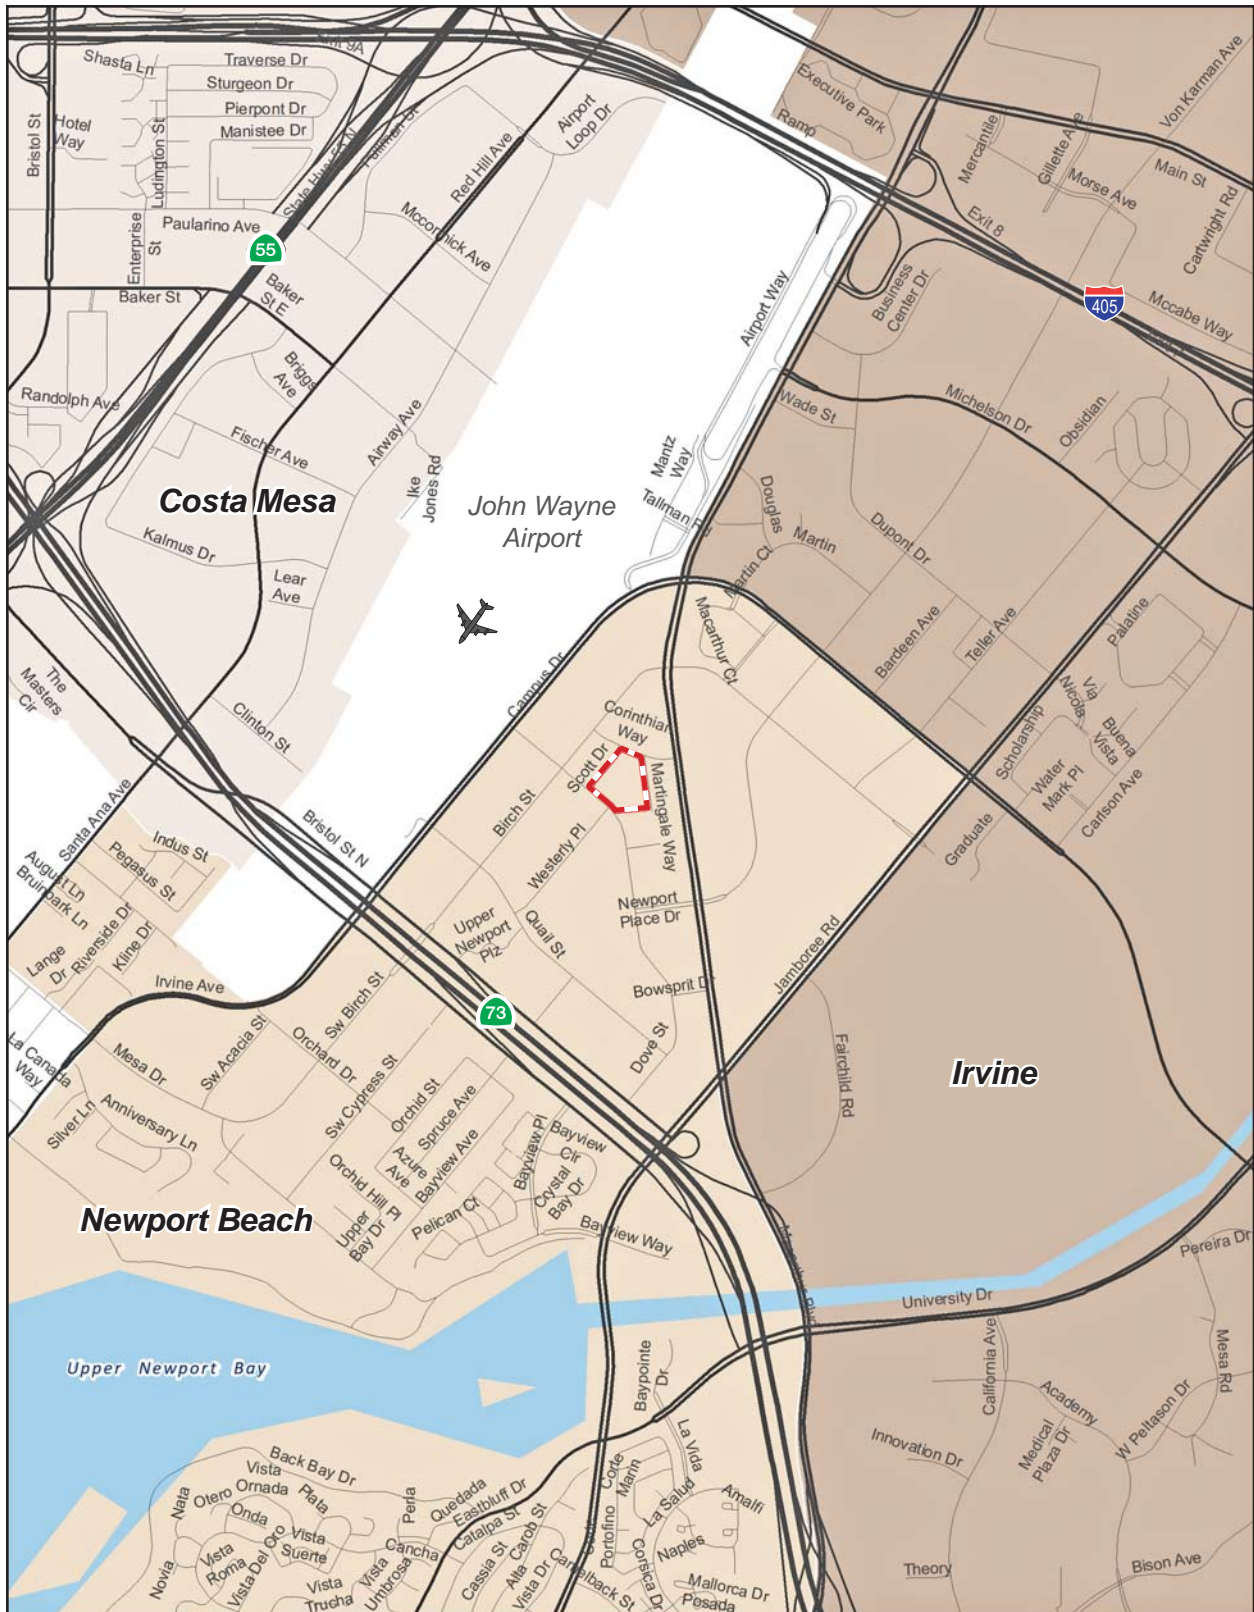 Exit 9A
Shasta Ln
Traverse Dr
Sturgeon Dr
Pierpont Dr
Manistee Dr
Hotel
Way
Bristol St
Ludington St
State Hwy 55 N
Pullman St
Airport
Loop Dr
Red Hill Ave
Mccormick Ave
Executive Park
Ramp
Mercantile
Gillette Ave
Von Karman Ave
Main St
Morse Ave
Cartwright Rd
Exit 8
Paularino Ave
Enterprise
St
55
Baker St
Baker
St E
Airport Way
Business
Center Dr
405
Mccabe Way
Briggs
Ave
Randolph Ave
Fischer Ave
Airway Ave
Ike
Jones Rd
Wade St
Michelson Dr
Obsidian
Mantz
Way
Tallman Rd
Costa Mesa
John Wayne
Airport
Kalmus Dr
Lear
Ave
Douglas
Martin
Dupont Dr
Martin Ct
Macarthur Ct
Bardeen Ave
Teller Ave
Palatine
The
Masters
Cir
Clinton St
Campus Dr
Corinthian
Way
Scott Dr
Martingale Way
Via
Nicola
Buena
Vista
Scholarship
Water
Mark Pl
Carlson Ave
Graduate
Santa Ana Ave
Indus St
Pegasus St
Bristol St N
Birch St
Westerly Pl
August Ln
Bruinpark Ln
Riverside Dr
Kline Dr
Lange
Dr
Upper
Newport
Plz
Quail St
Newport
Place Dr
Jamboree Rd
Irvine Ave
Sw Birch St
73
Bowsprit Dr
Dove St
Fairchild Rd
Irvine
La Canada
Way
Mesa Dr
Sw Acacia St
Orchard Dr
Sw Cypress St
Orchid St
Spruce Ave
Azure
Ave
Bayview Ave
Silver Ln
Anniversary Ln
Bayview Pl
Bayview
Cir
Crystal
Bay Dr
Orchid Hill Pl
Upper
Bay Dr
Pelican Ct
Bayview Way
Newport Beach
Macarthur Blvd
Pereira Dr
University Dr
Upper Newport Bay
Baypointe
Dr
California Ave
Mesa Rd
Academy
Medical
Plaza Dr
W Peltason Dr
Innovation Dr
La Vida
Back Bay Dr
Vista
Ornada
Otero
Nata
Onda
Plata
Perla
Quedada
Eastbluff Dr
Catalpa St
Corte
Marin
La Salud
Amalfi
Portofino
Naples
Corsica Dr
Novia
Vista
Roma
Vista Del Oro
Vista
Suerte
Cancha
Vista
Umbrosa
Vista
Trucha
Cassia St
Carob St
Alta
Vista Dr
Camelback St
Mallorca Dr
Posada
Theory
Bison Ave